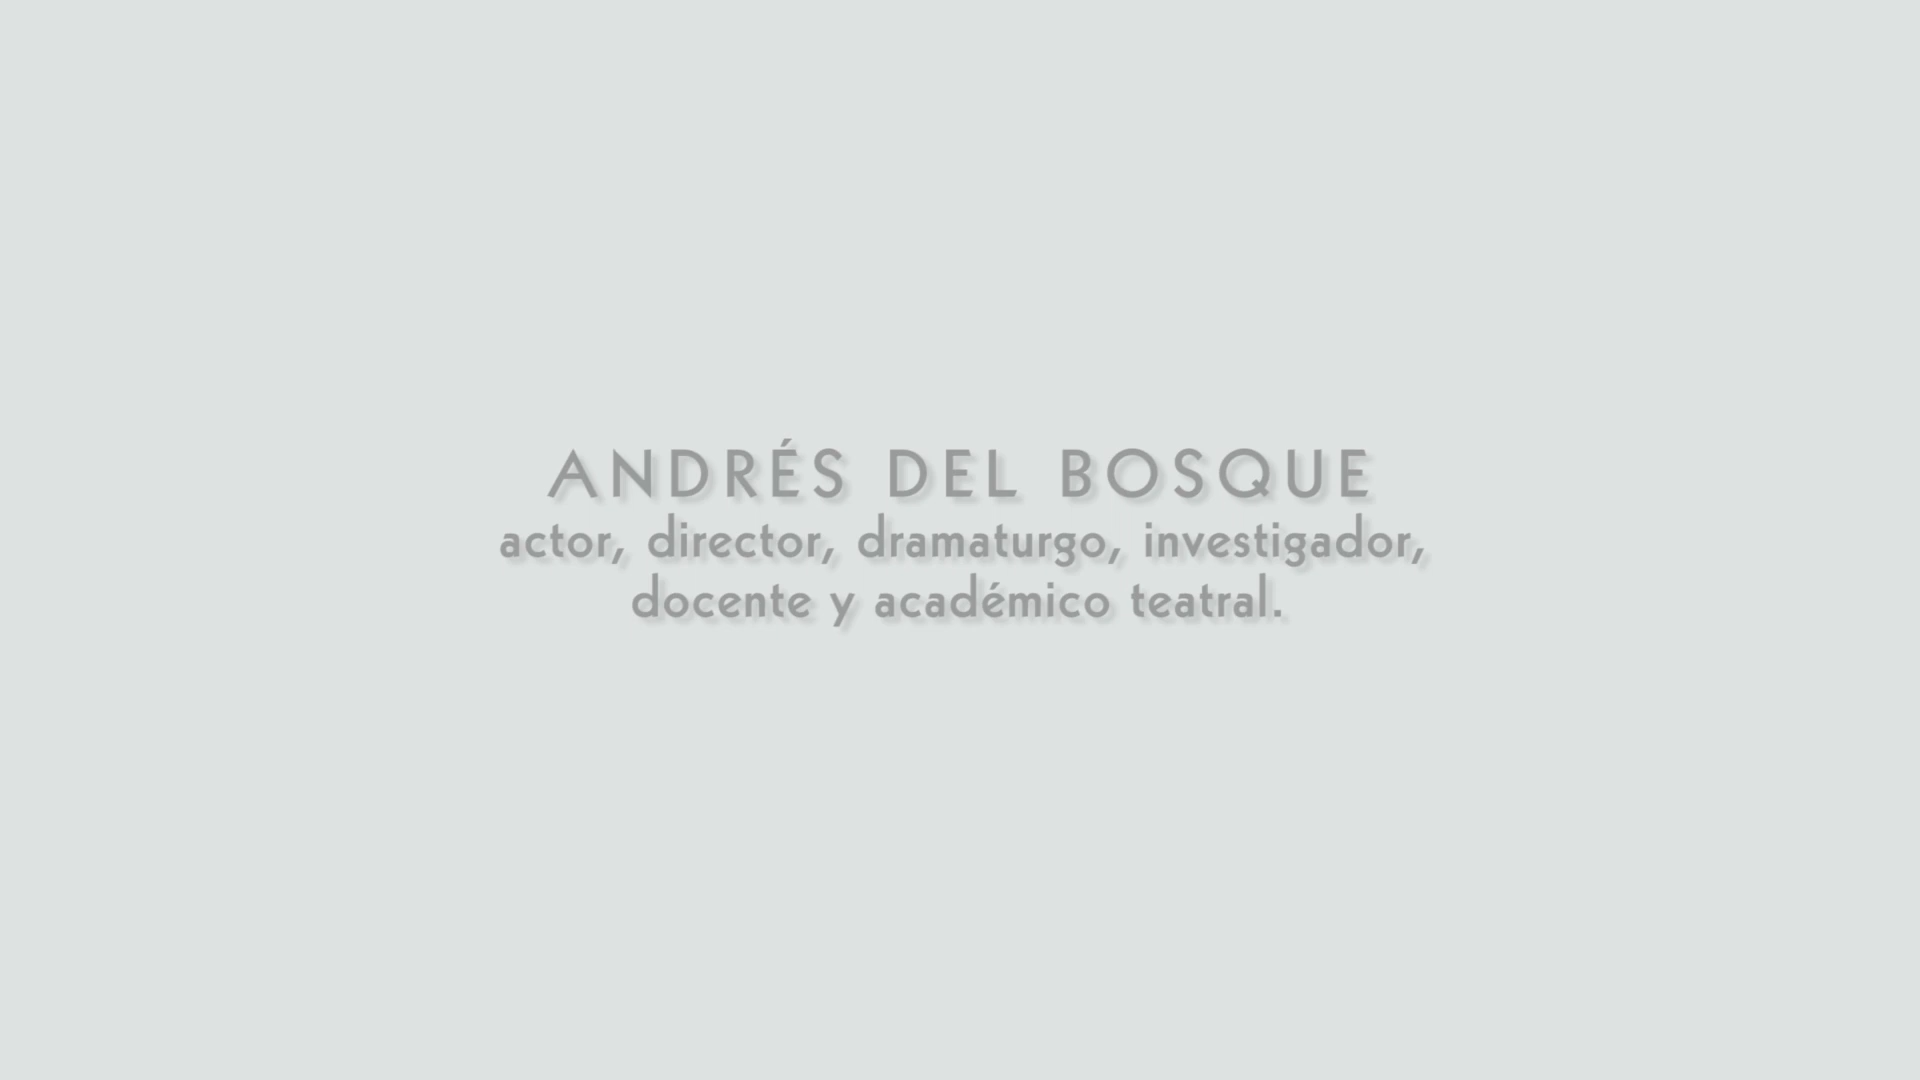 ANDRÉS DEL BOSQUE
actor, director, dramaturgo, investigador,
docente y académico teatral.